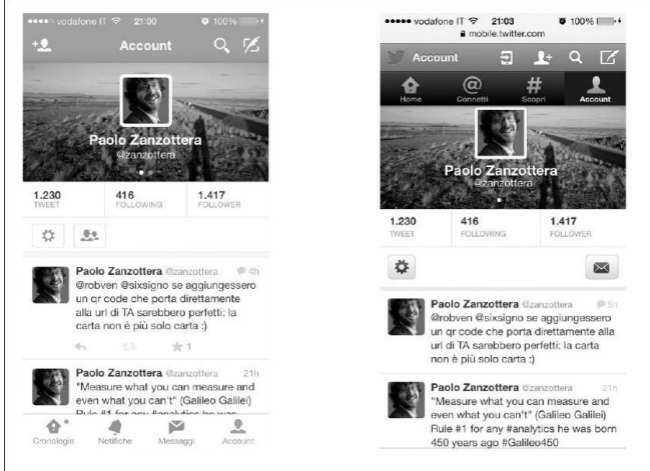 vodafone IT 21:00 100%
Account
Paolo Zanzottera
@zanzottera
1.230 416 1.417
TWEET FOLLOWING FOLLOWER
Paolo Zanzottera @zanzottera 4h
@robven @sixsigno se aggiungessero
un qr code che porta direttamente
alla url di TA sarebbero perfetti: la
carta non è più solo carta :)
1
Paolo Zanzottera @zanzottera 21h
"Measure what you can measure and
even what you can't" (Galileo Galilei)
Rule #1 for any #analytics he was
Cronologie Notifiche Messaggi Account
vodafone IT 21:03 100%
mobile.twitter.com
Account
Home Connetti Scopri Account
Paolo Zanzottera
@zanzottera
1.230 416 1.417
TWEET FOLLOWING FOLLOWER
Paolo Zanzottera @zanzottera 5h
@robven @sixsigno se aggiungessero
un qr code che porta direttamente alla
url di TA sarebbero perfetti: la carta
non è più solo carta :)
Paolo Zanzottera @zanzottera 21h
"Measure what you can measure and
even what you can't" (Galileo Galilei)
Rule #1 for any #analytics he was born
450 years ago #Galileo450